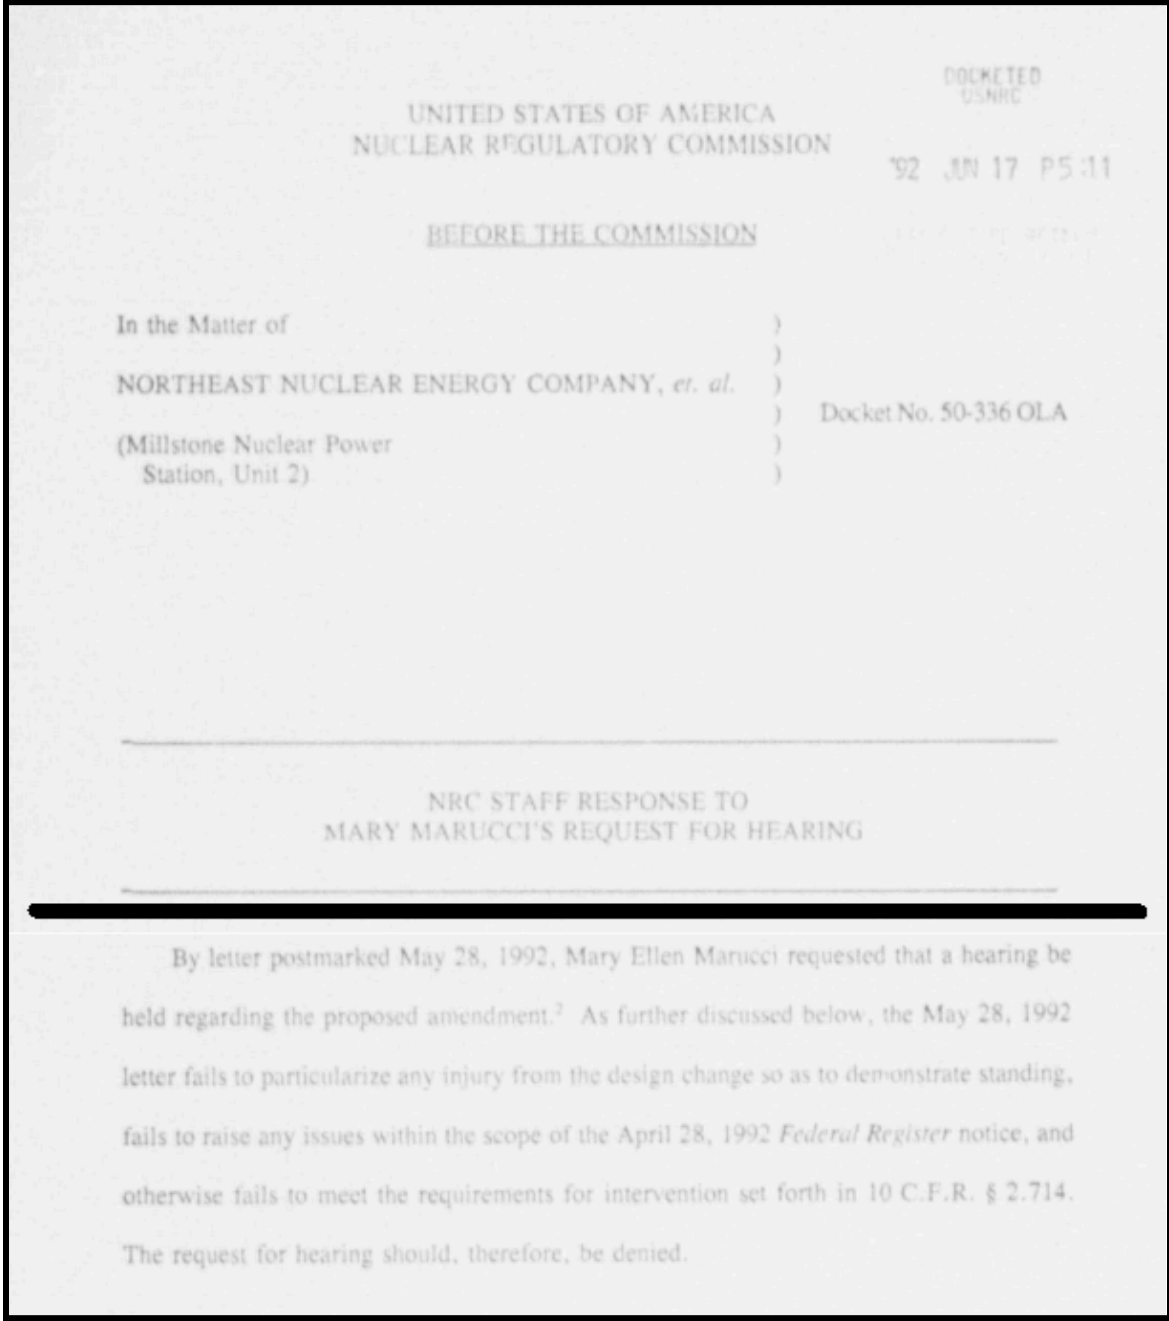 DOCKETED
USNRC
UNITED STATES OF AMERICA
NUCLEAR REGULATORY COMMISSION
'92 JUN 17 P5:11
BEFORE THE COMMISSION
In the Matter of )
)
NORTHEAST NUCLEAR ENERGY COMPANY, et. al. )
) Docket No. 50-336 OLA
(Millstone Nuclear Power )
Station, Unit 2) )
NRC STAFF RESPONSE TO
MARY MARUCCI'S REQUEST FOR HEARING
By letter postmarked May 28, 1992, Mary Ellen Marucci requested that a hearing be
held regarding the proposed amendment.² As further discussed below, the May 28, 1992
letter fails to particularize any injury from the design change so as to demonstrate standing,
fails to raise any issues within the scope of the April 28, 1992 Federal Register notice, and
otherwise fails to meet the requirements for intervention set forth in 10 C.F.R. § 2.714.
The request for hearing should, therefore, be denied.